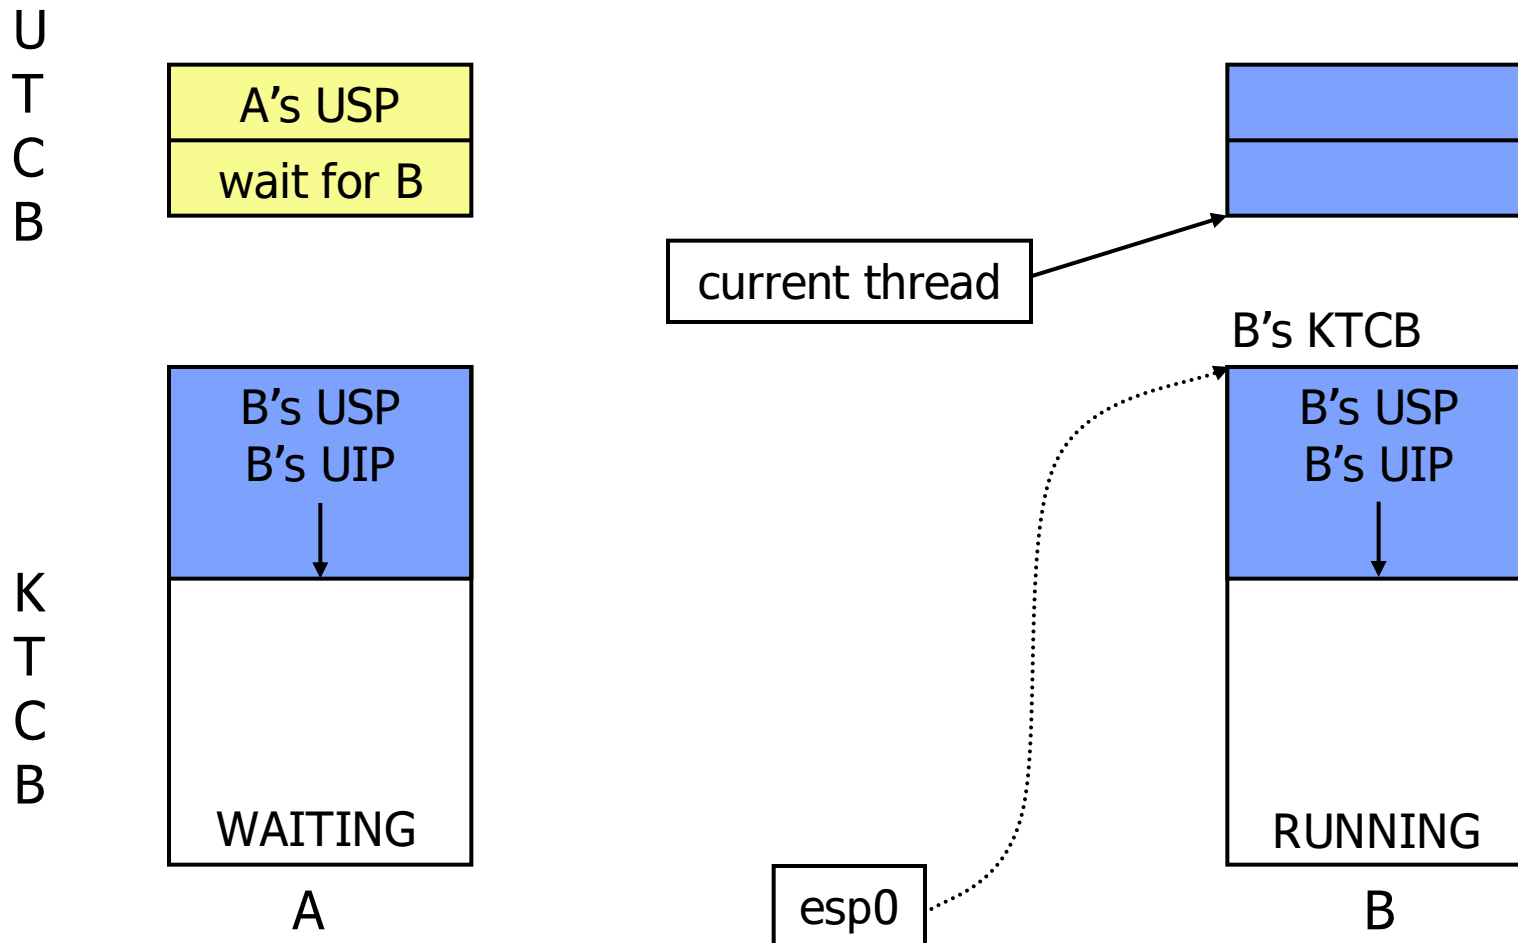 U
T
C
B
A’s USP
wait for B
current thread
B’s KTCB
B’s USP
B’s UIP
B’s USP
B’s UIP
K
T
C
B
WAITING
RUNNING
A
esp0
B